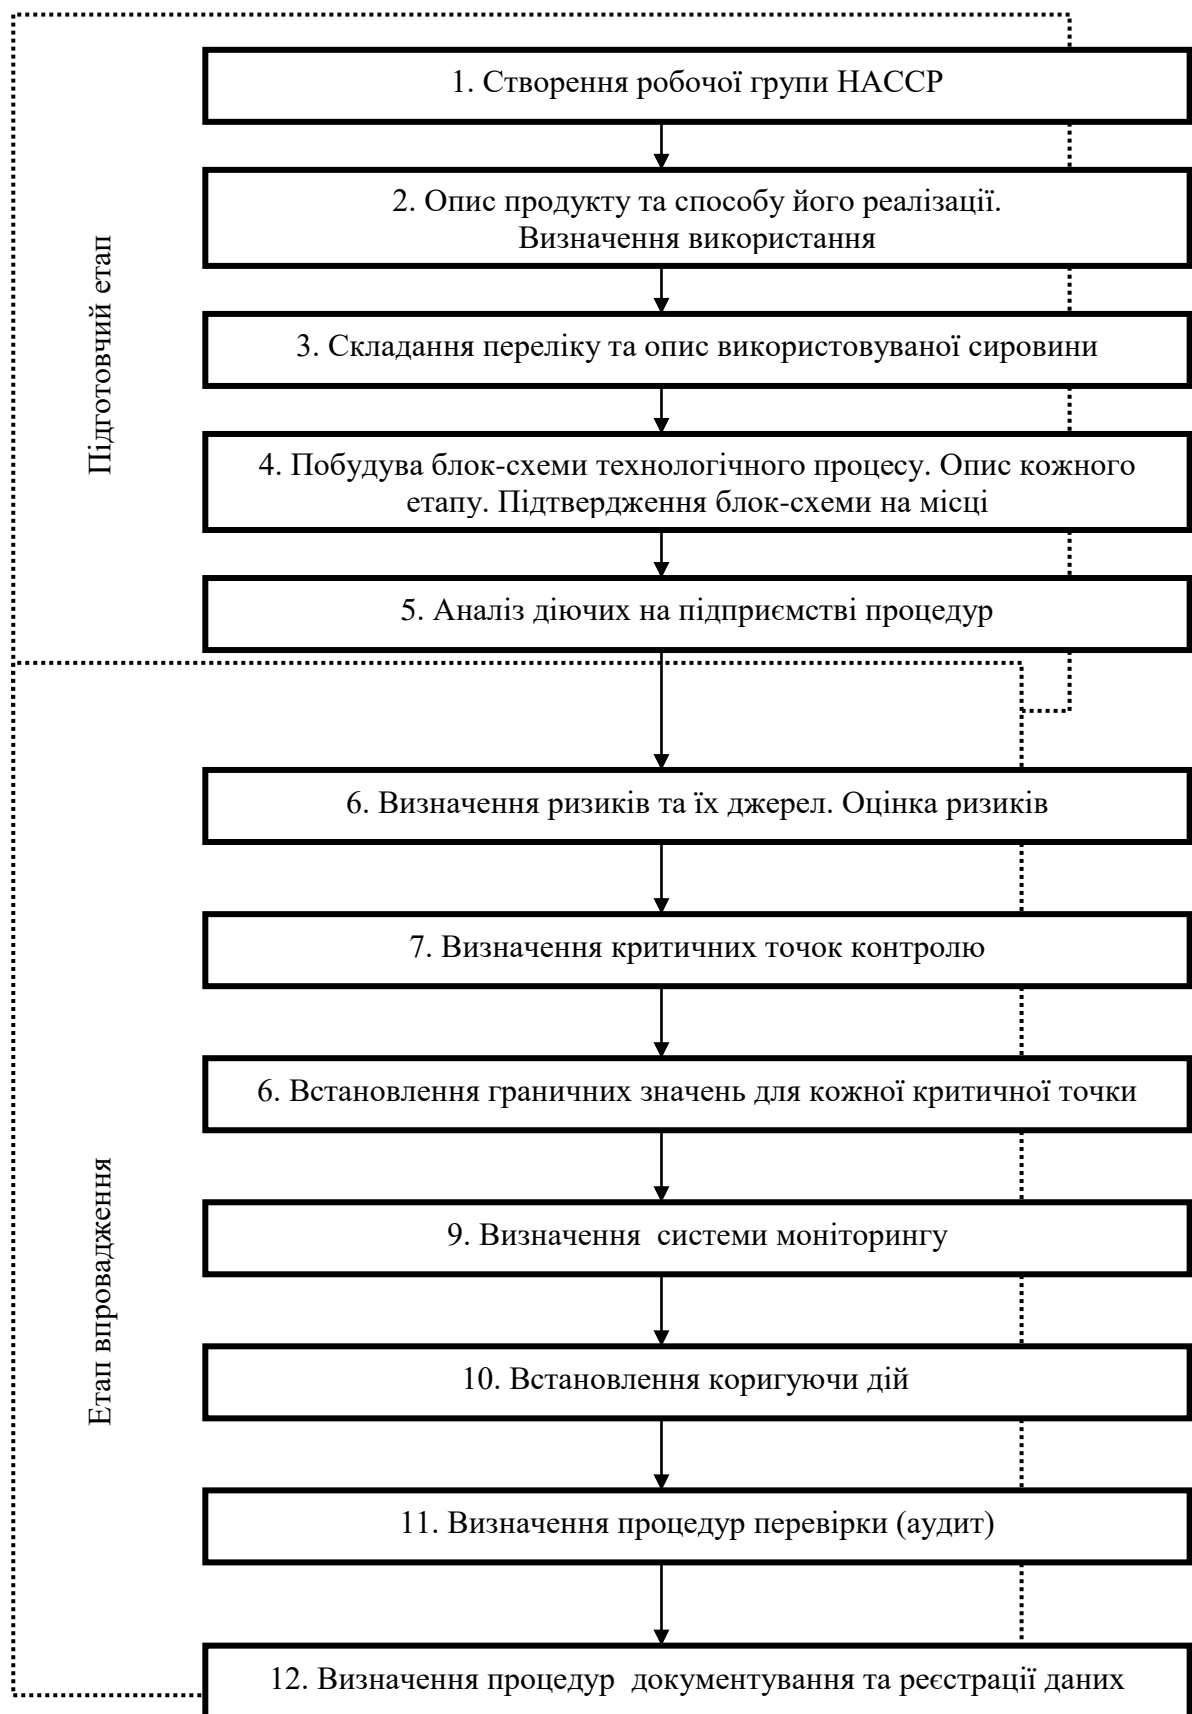 1. Створення робочої групи НАССР
2. Опис продукту та способу його реалізації.
Визначення використання
Підготовчий етап
3. Складання переліку та опис використовуваної сировини
4. Побудува блок-схеми технологічного процесу. Опис кожного
етапу. Підтвердження блок-схеми на місці
5. Аналіз діючих на підприємстві процедур
6. Визначення ризиків та їх джерел. Оцінка ризиків
7. Визначення критичних точок контролю
6. Встановлення граничних значень для кожної критичної точки
Етап впровадження
9. Визначення системи моніторингу
10. Встановлення коригуючи дій
11. Визначення процедур перевірки (аудит)
12. Визначення процедур документування та реєстрації даних